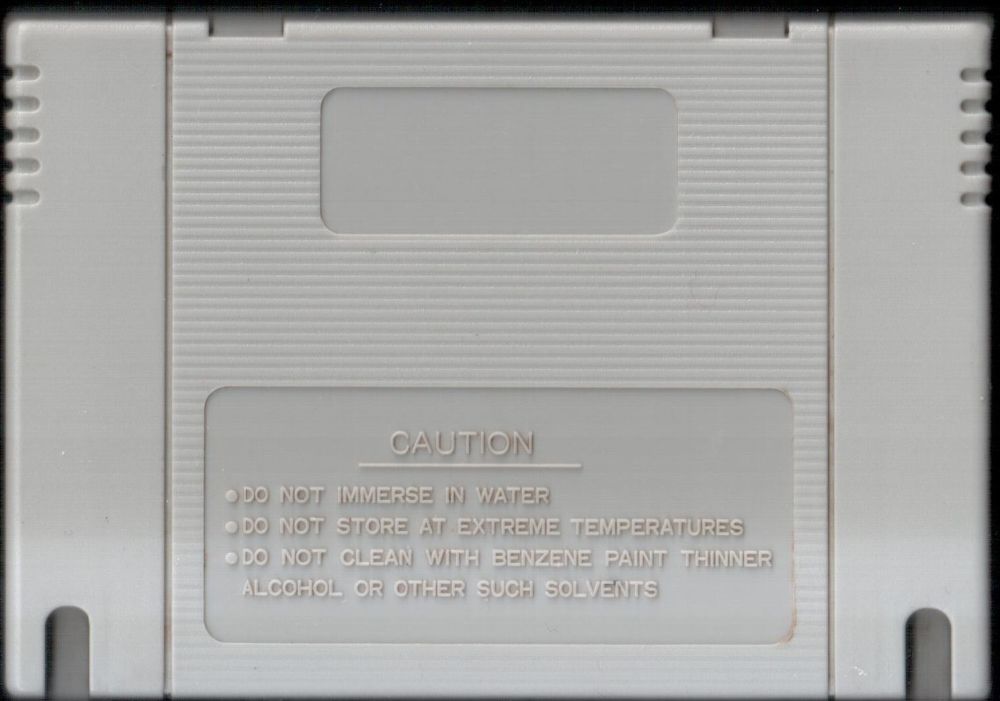 CAUTION
●DO NOT IMMERSE IN WATER
●DO NOT STORE AT EXTREME TEMPERATURES
●DO NOT CLEAN WITH BENZENE PAINT THINNER
ALCOHOL OR OTHER SUCH SOLVENTS